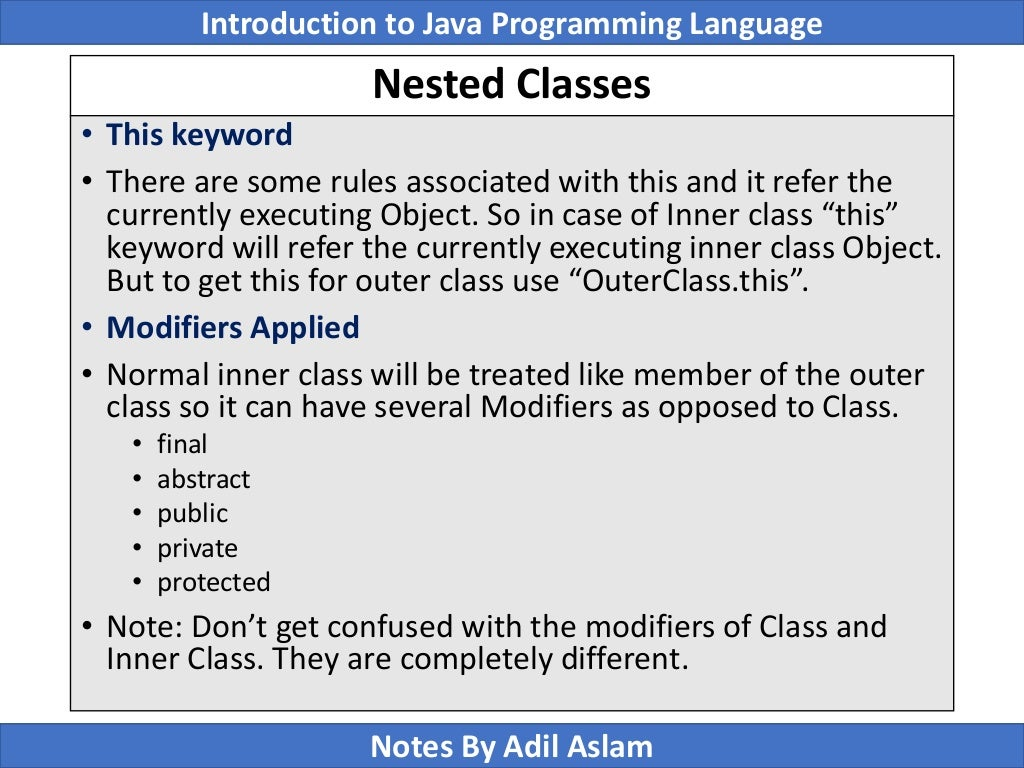 Introduction to Java Programming Language
Nested Classes
• This keyword
• There are some rules associated with this and it refer the
currently executing Object. So in case of Inner class “this”
keyword will refer the currently executing inner class Object.
But to get this for outer class use “OuterClass.this”.
• Modifiers Applied
• Normal inner class will be treated like member of the outer
class so it can have several Modifiers as opposed to Class.
• final
• abstract
• public
• private
• protected
• Note: Don’t get confused with the modifiers of Class and
Inner Class. They are completely different.
Notes By Adil Aslam